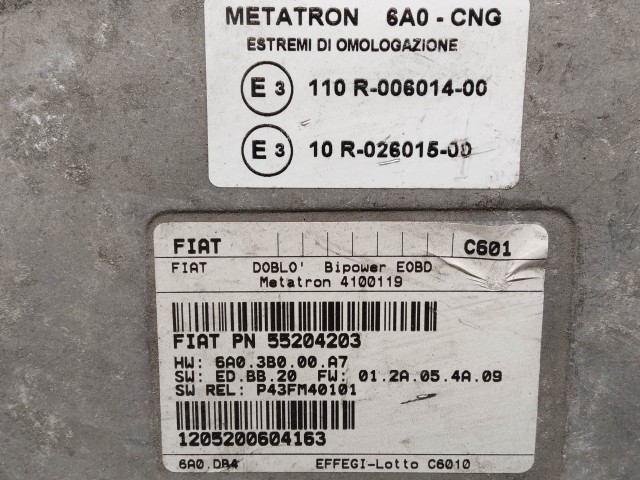 METATRON 6A0 - CNG
ESTREMI DI OMOLOGAZIONE
E 3 110 R-006014-00
E 3 10 R-026015-00
FIAT C601
FIAT DOBLO' Bipower EOBD
Metatron 4100119
FIAT PN 55204203
HW: 6A0.3B0.00.A7
SW: ED.BB.20 FW: 01.2A.05.4A.09
SW REL: P43FM40101
1205200604163
6A0.DB4 EFFEGI-Lotto C6010